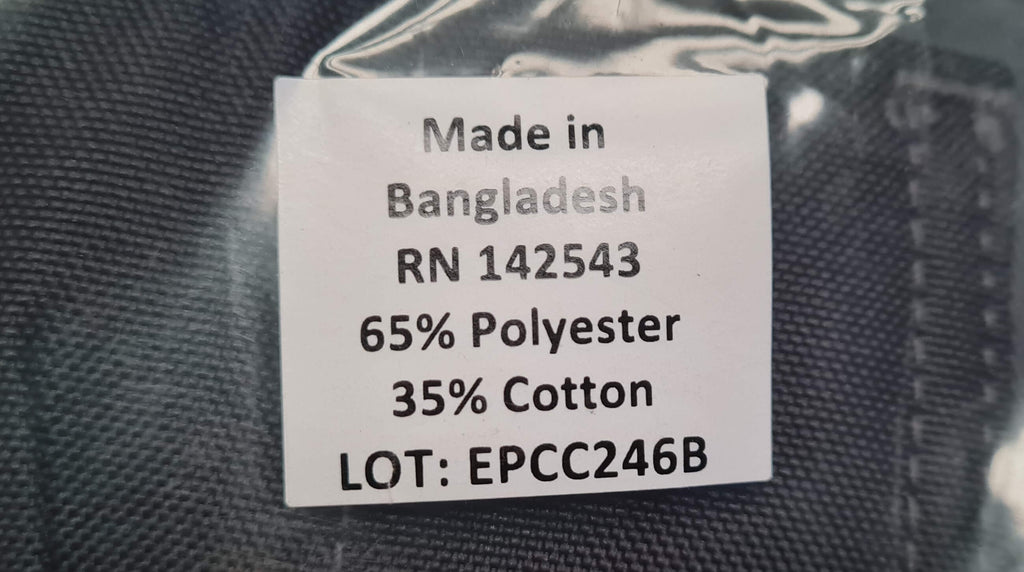 Made in
Bangladesh
RN 142543
65% Polyester
35% Cotton
LOT: EPCC246B